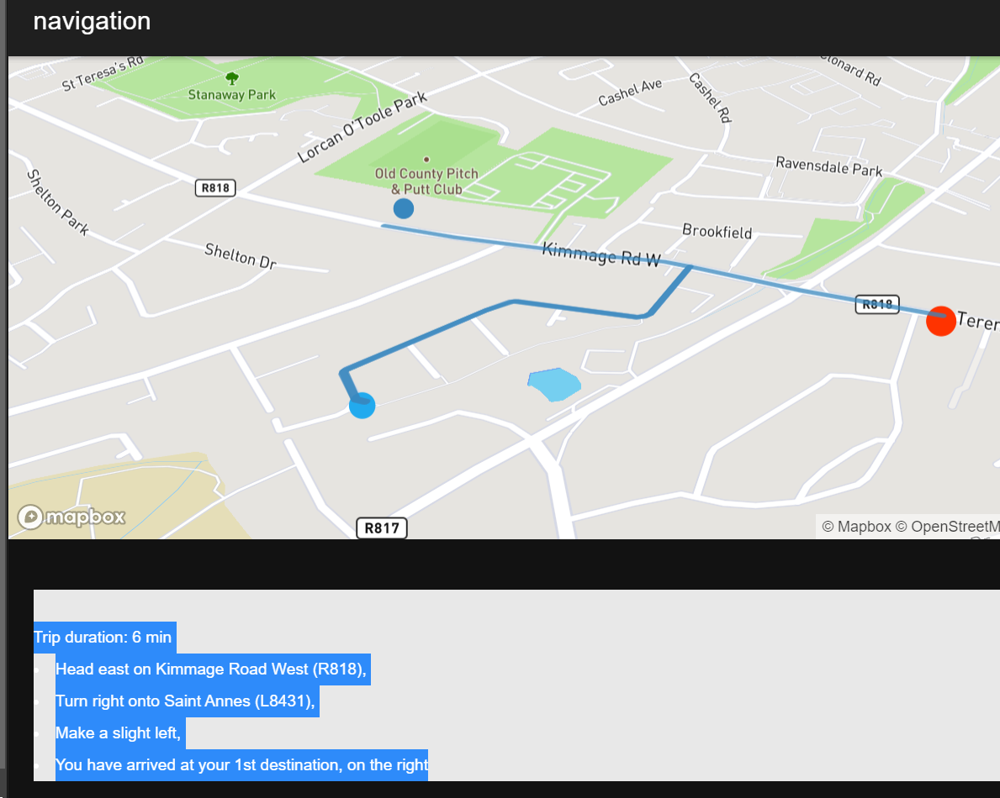 navigation
St Teresa's Rd
Stanaway Park
Lorcan O'Toole Park
Cashel Ave
Cashel Rd
Clonard Rd
Old County Pitch
& Putt Club
Ravensdale Park
Shelton Park
R818
Shelton Dr
Brookfield
Kimmage Rd W
R818
mapbox
R817
© Mapbox © OpenStreetM
Trip duration: 6 min
Head east on Kimmage Road West (R818),
Turn right onto Saint Annes (L8431),
Make a slight left,
You have arrived at your 1st destination, on the right